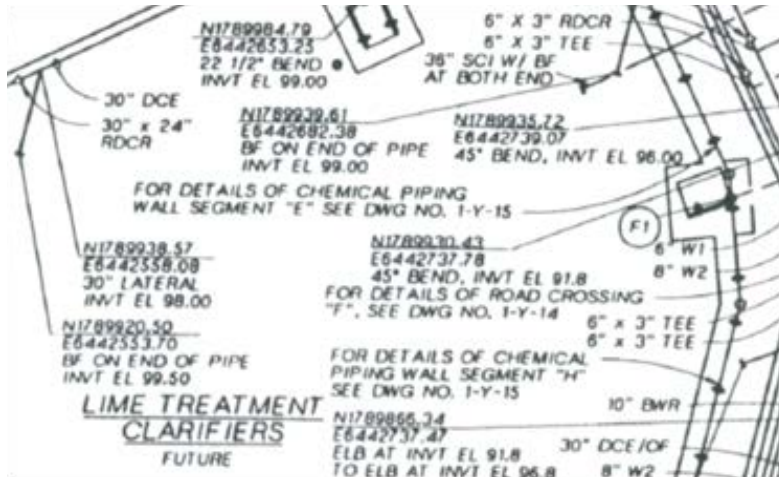 N1789984.79
E6442653.25
22 1/2" BEND
INVT EL 99.00
6" X 3" RDCR
6" X 3" TEE
36" SCI W/ BF
AT BOTH END
30" DCE
30" x 24"
RDCR
N1789939.61
E6442682.38
BF ON END OF PIPE
INVT EL 99.00
N1789935.72
E6442739.07
45° BEND, INVT EL 96.00
FOR DETAILS OF CHEMICAL PIPING
WALL SEGMENT "E" SEE DWG NO. 1-Y-15
F1
N1789938.57
E6442558.08
30" LATERAL
INVT EL 98.00
N1789930.43
E6442737.78
45° BEND, INVT EL 91.8
6" W1
8" W2
FOR DETAILS OF ROAD CROSSING
"F", SEE DWG NO. 1-Y-14
N1789920.50
E6442553.70
BF ON END OF PIPE
INVT EL 99.50
6" x 3" TEE
6" x 3" TEE
FOR DETAILS OF CHEMICAL
PIPING WALL SEGMENT "H"
SEE DWG NO. 1-Y-15
LIME TREATMENT
CLARIFIERS
FUTURE
10" BWR
N1789866.34
E6442737.47
ELB AT INVT EL 91.8
TO ELB AT INVT EL 96.8
30" DCE/OF
8" W2